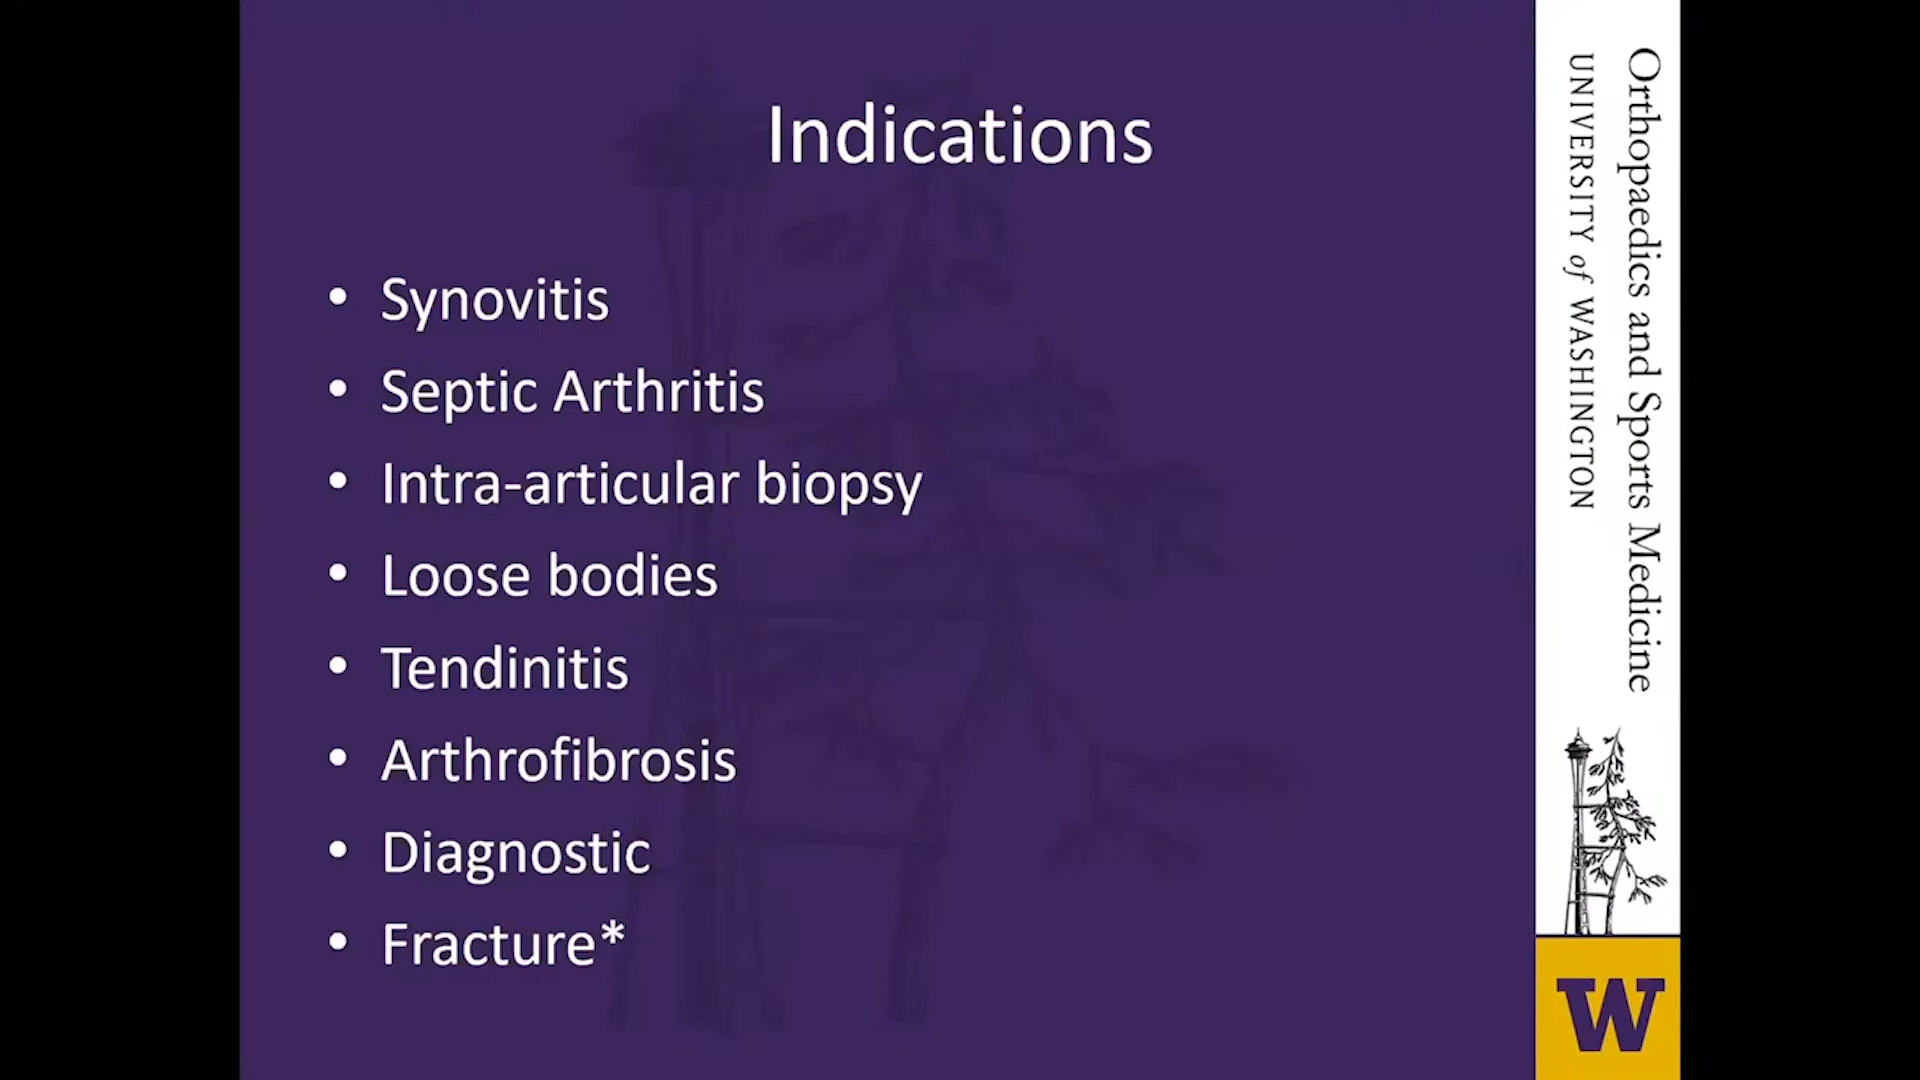 Indications
• Synovitis
• Septic Arthritis
• Intra-articular biopsy
• Loose bodies
• Tendinitis
• Arthrofibrosis
• Diagnostic
• Fracture*
Orthopaedics and Sports Medicine
UNIVERSITY of WASHINGTON
W